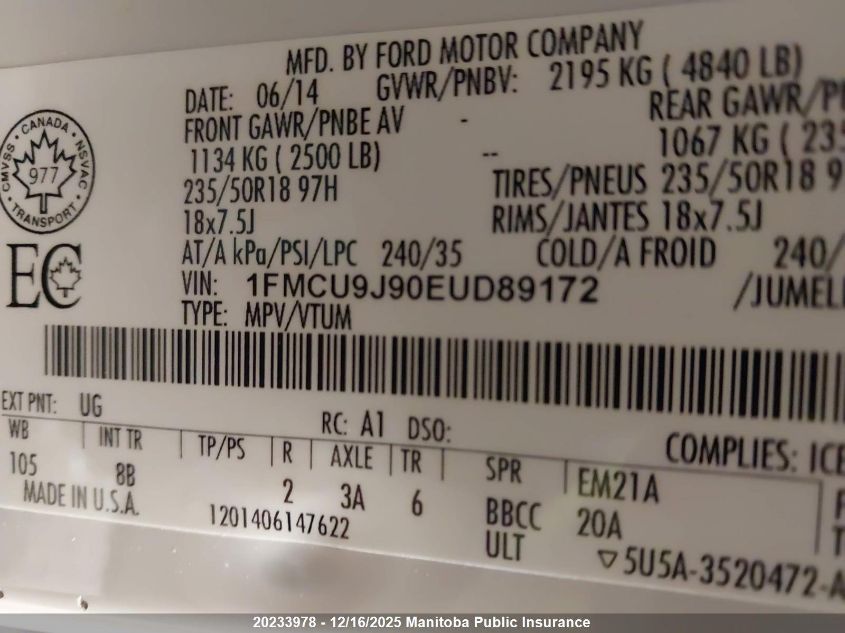 MFD. BY FORD MOTOR COMPANY
DATE: 06/14 GVWR/PNBV: 2195 KG ( 4840 LB)
FRONT GAWR/PNBE AV - REAR GAWR/P
1134 KG ( 2500 LB) -- 1067 KG ( 235
235/50R18 97H TIRES/PNEUS 235/50R18 9
18x7.5J RIMS/JANTES 18x7.5J
AT/A kPa/PSI/LPC 240/35 COLD/A FROID 240/
VIN: 1FMCU9J90EUD89172 /JUMEL
TYPE: MPV/VTUM
CANADA
CMVSS NSVAC
977
TRANSPORT
EC
EXT PNT: UG RC: A1 DSO:
WB INT TR TP/PS R AXLE TR SPR EM21A COMPLIES: ICE
105 8B 2 3A 6 BBCC 20A
MADE IN U.S.A. 1201406147622 ULT 5U5A-3520472-A
20233978 - 12/16/2025 Manitoba Public Insurance